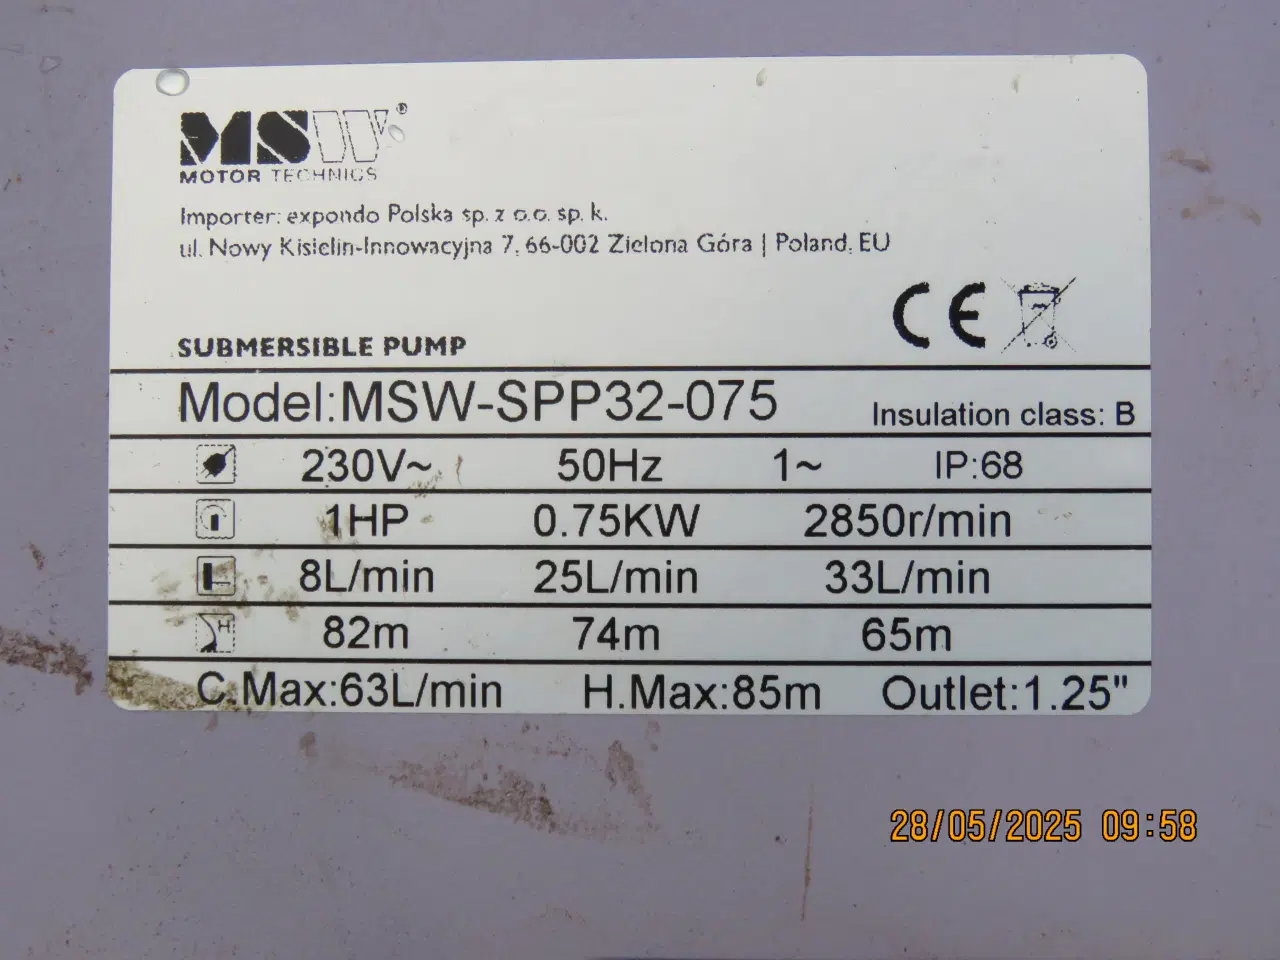 MSW®
MOTOR TECHNICS
Importer: expondo Polska sp. z o.o. sp. k.
ul. Nowy Kisielin-Innowacyjna 7, 66-002 Zielona Góra | Poland, EU
CE
SUBMERSIBLE PUMP
Model:MSW-SPP32-075 Insulation class: B
230V~ 50Hz 1~ IP:68
1HP 0.75KW 2850r/min
8L/min 25L/min 33L/min
H 82m 74m 65m
C.Max:63L/min H.Max:85m Outlet:1.25"
28/05/2025 09:58